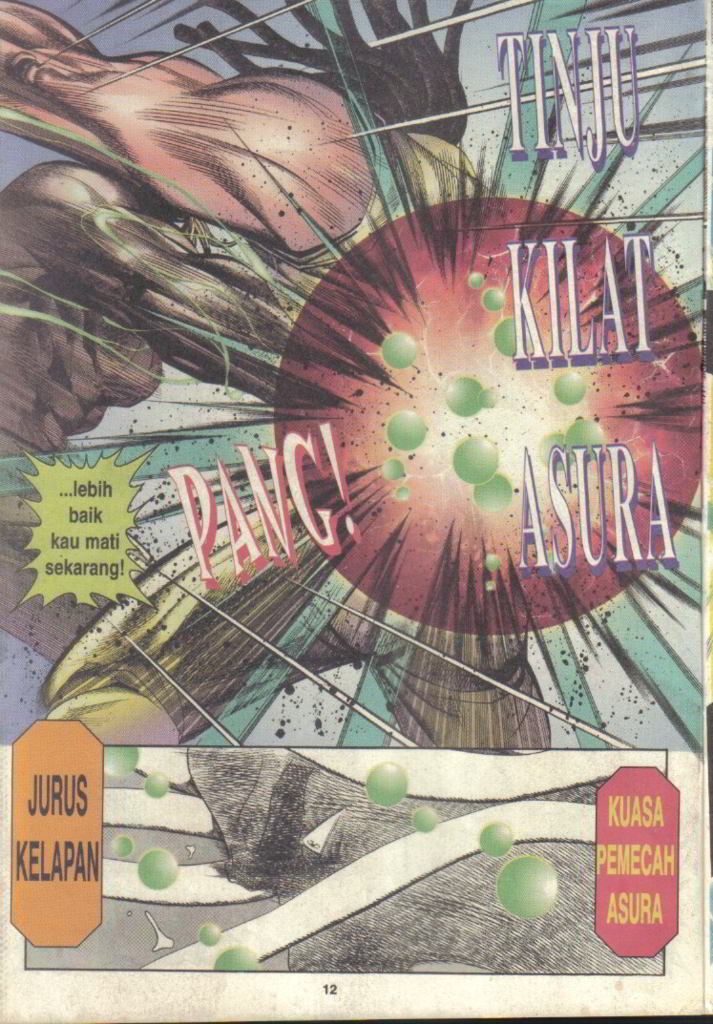 TINJU
KILAT
ASURA
PANG!
...lebih
baik
kau mati
sekarang!
JURUS
KELAPAN
KUASA
PEMECAH
ASURA
12